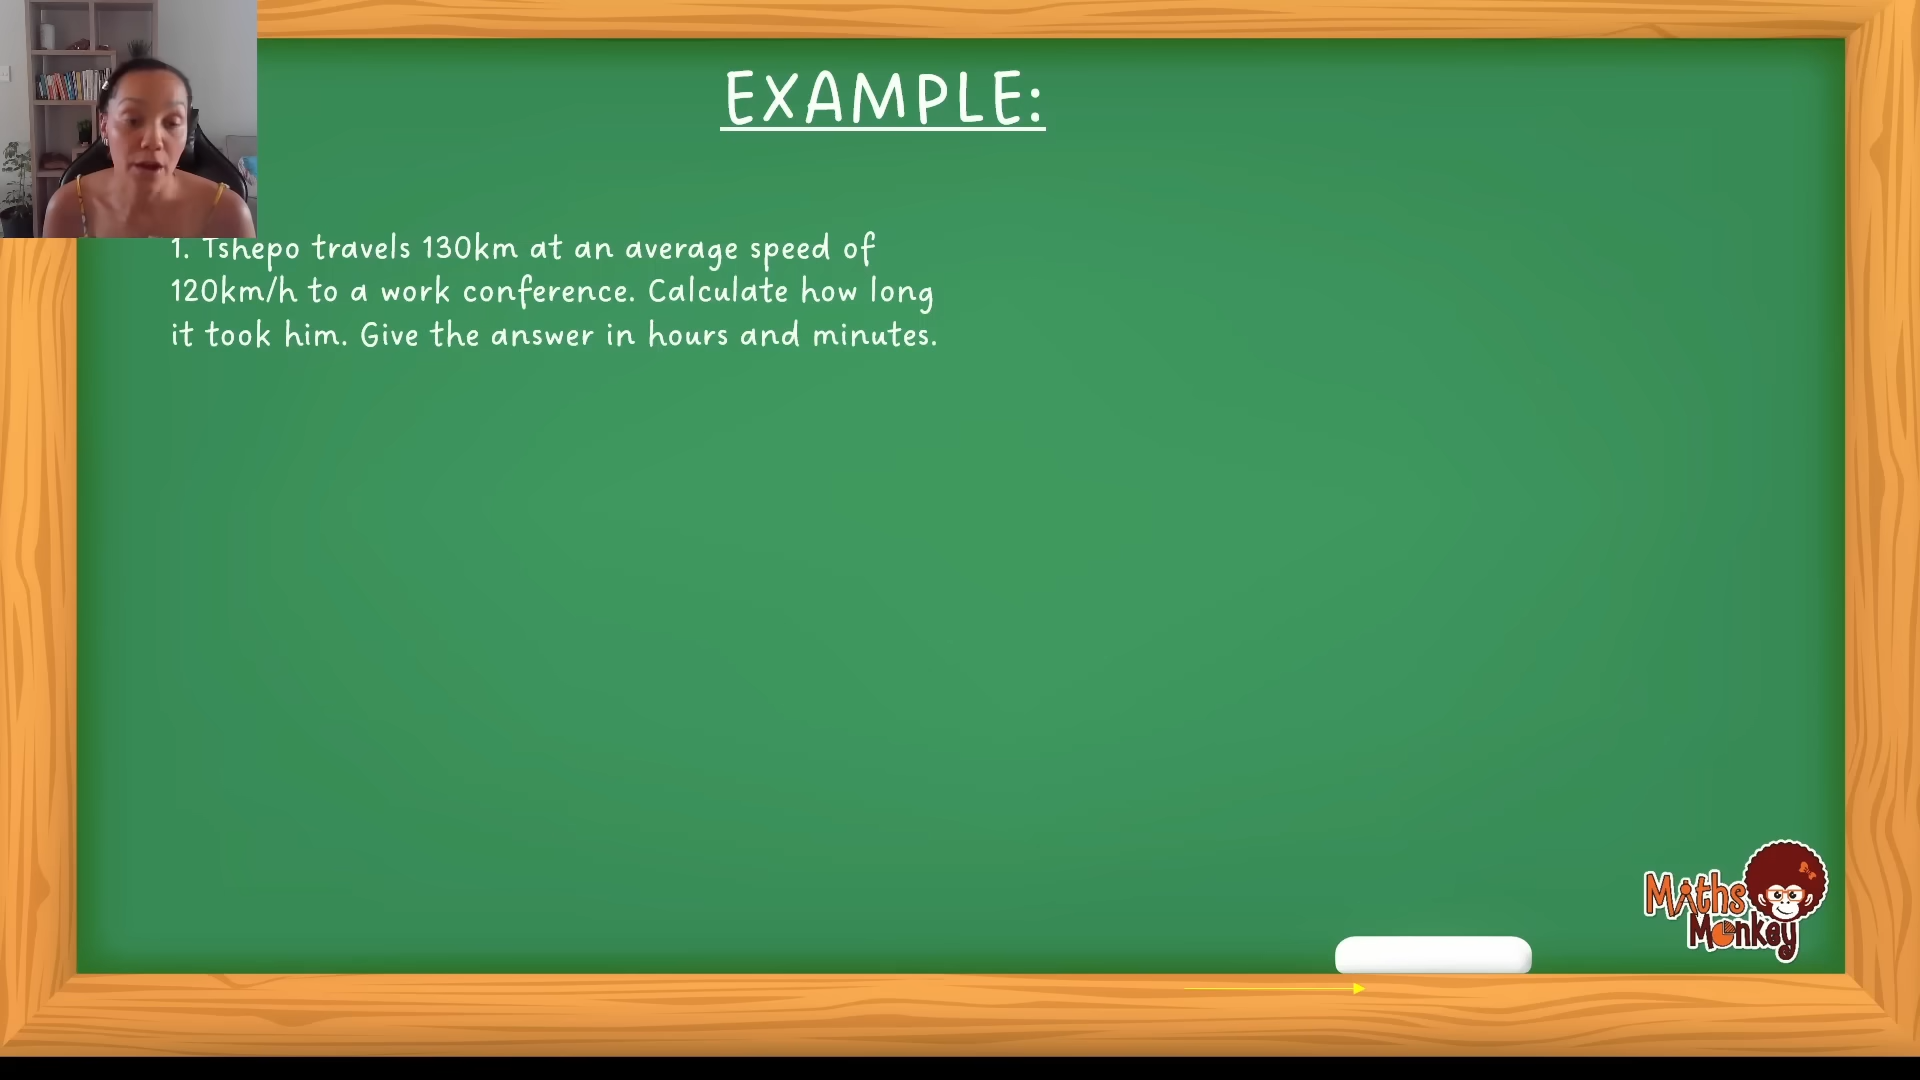 EXAMPLE:
1. Tshepo travels 130km at an average speed of
120km/h to a work conference. Calculate how long
it took him. Give the answer in hours and minutes.
Maths
Monkey